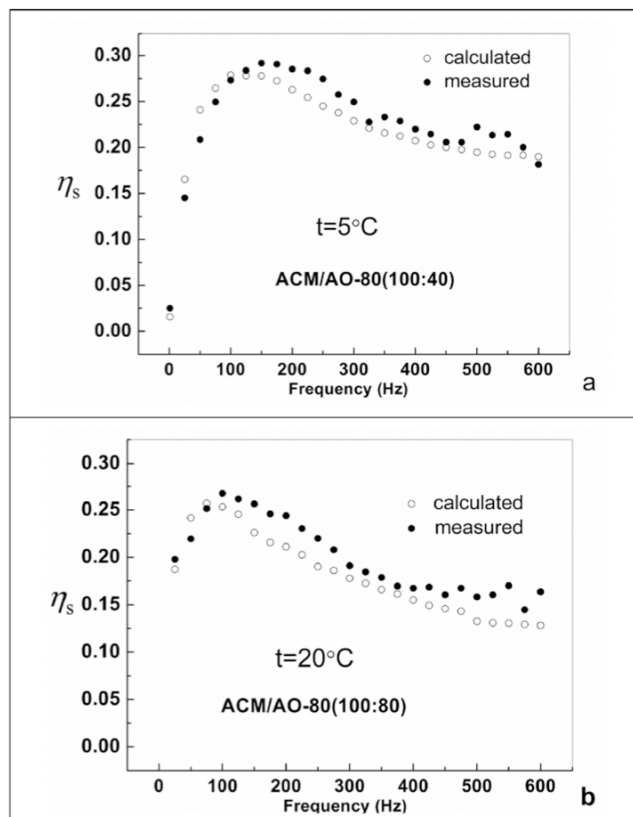 0.30
0.25
0.20
0.15
0.10
0.05
0.00
ηs
calculated
measured
t=5°C
ACM/AO-80(100:40)
0 100 200 300 400 500 600
Frequency (Hz)
a
0.30
0.25
0.20
0.15
0.10
0.05
0.00
ηs
calculated
measured
t=20°C
ACM/AO-80(100:80)
0 100 200 300 400 500 600
Frequency (Hz)
b